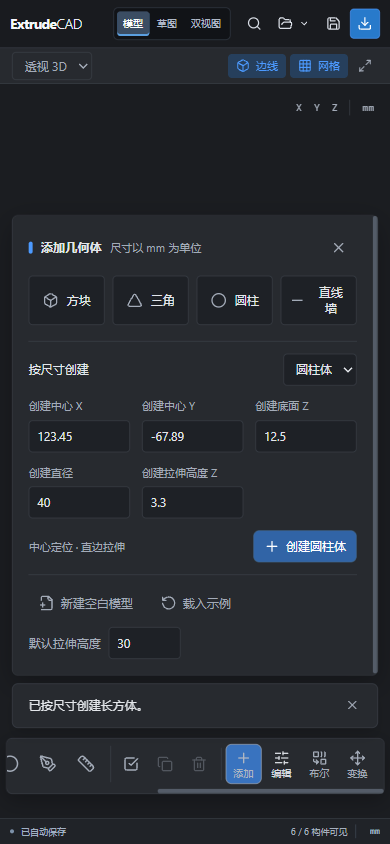 ExtrudeCAD 模型 草图 双视图
透视 3D 边线 网格
X Y Z mm
添加几何体 尺寸以 mm 为单位
方块 三角 圆柱 直线
墙
按尺寸创建 圆柱体
创建中心 X 创建中心 Y 创建底面 Z
123.45 -67.89 12.5
创建直径 创建拉伸高度 Z
40 3.3
中心定位 · 直边拉伸 创建圆柱体
新建空白模型 载入示例
默认拉伸高度 30
已按尺寸创建长方体。
添加 编辑 布尔 变换
已自动保存 6 / 6 构件可见 mm